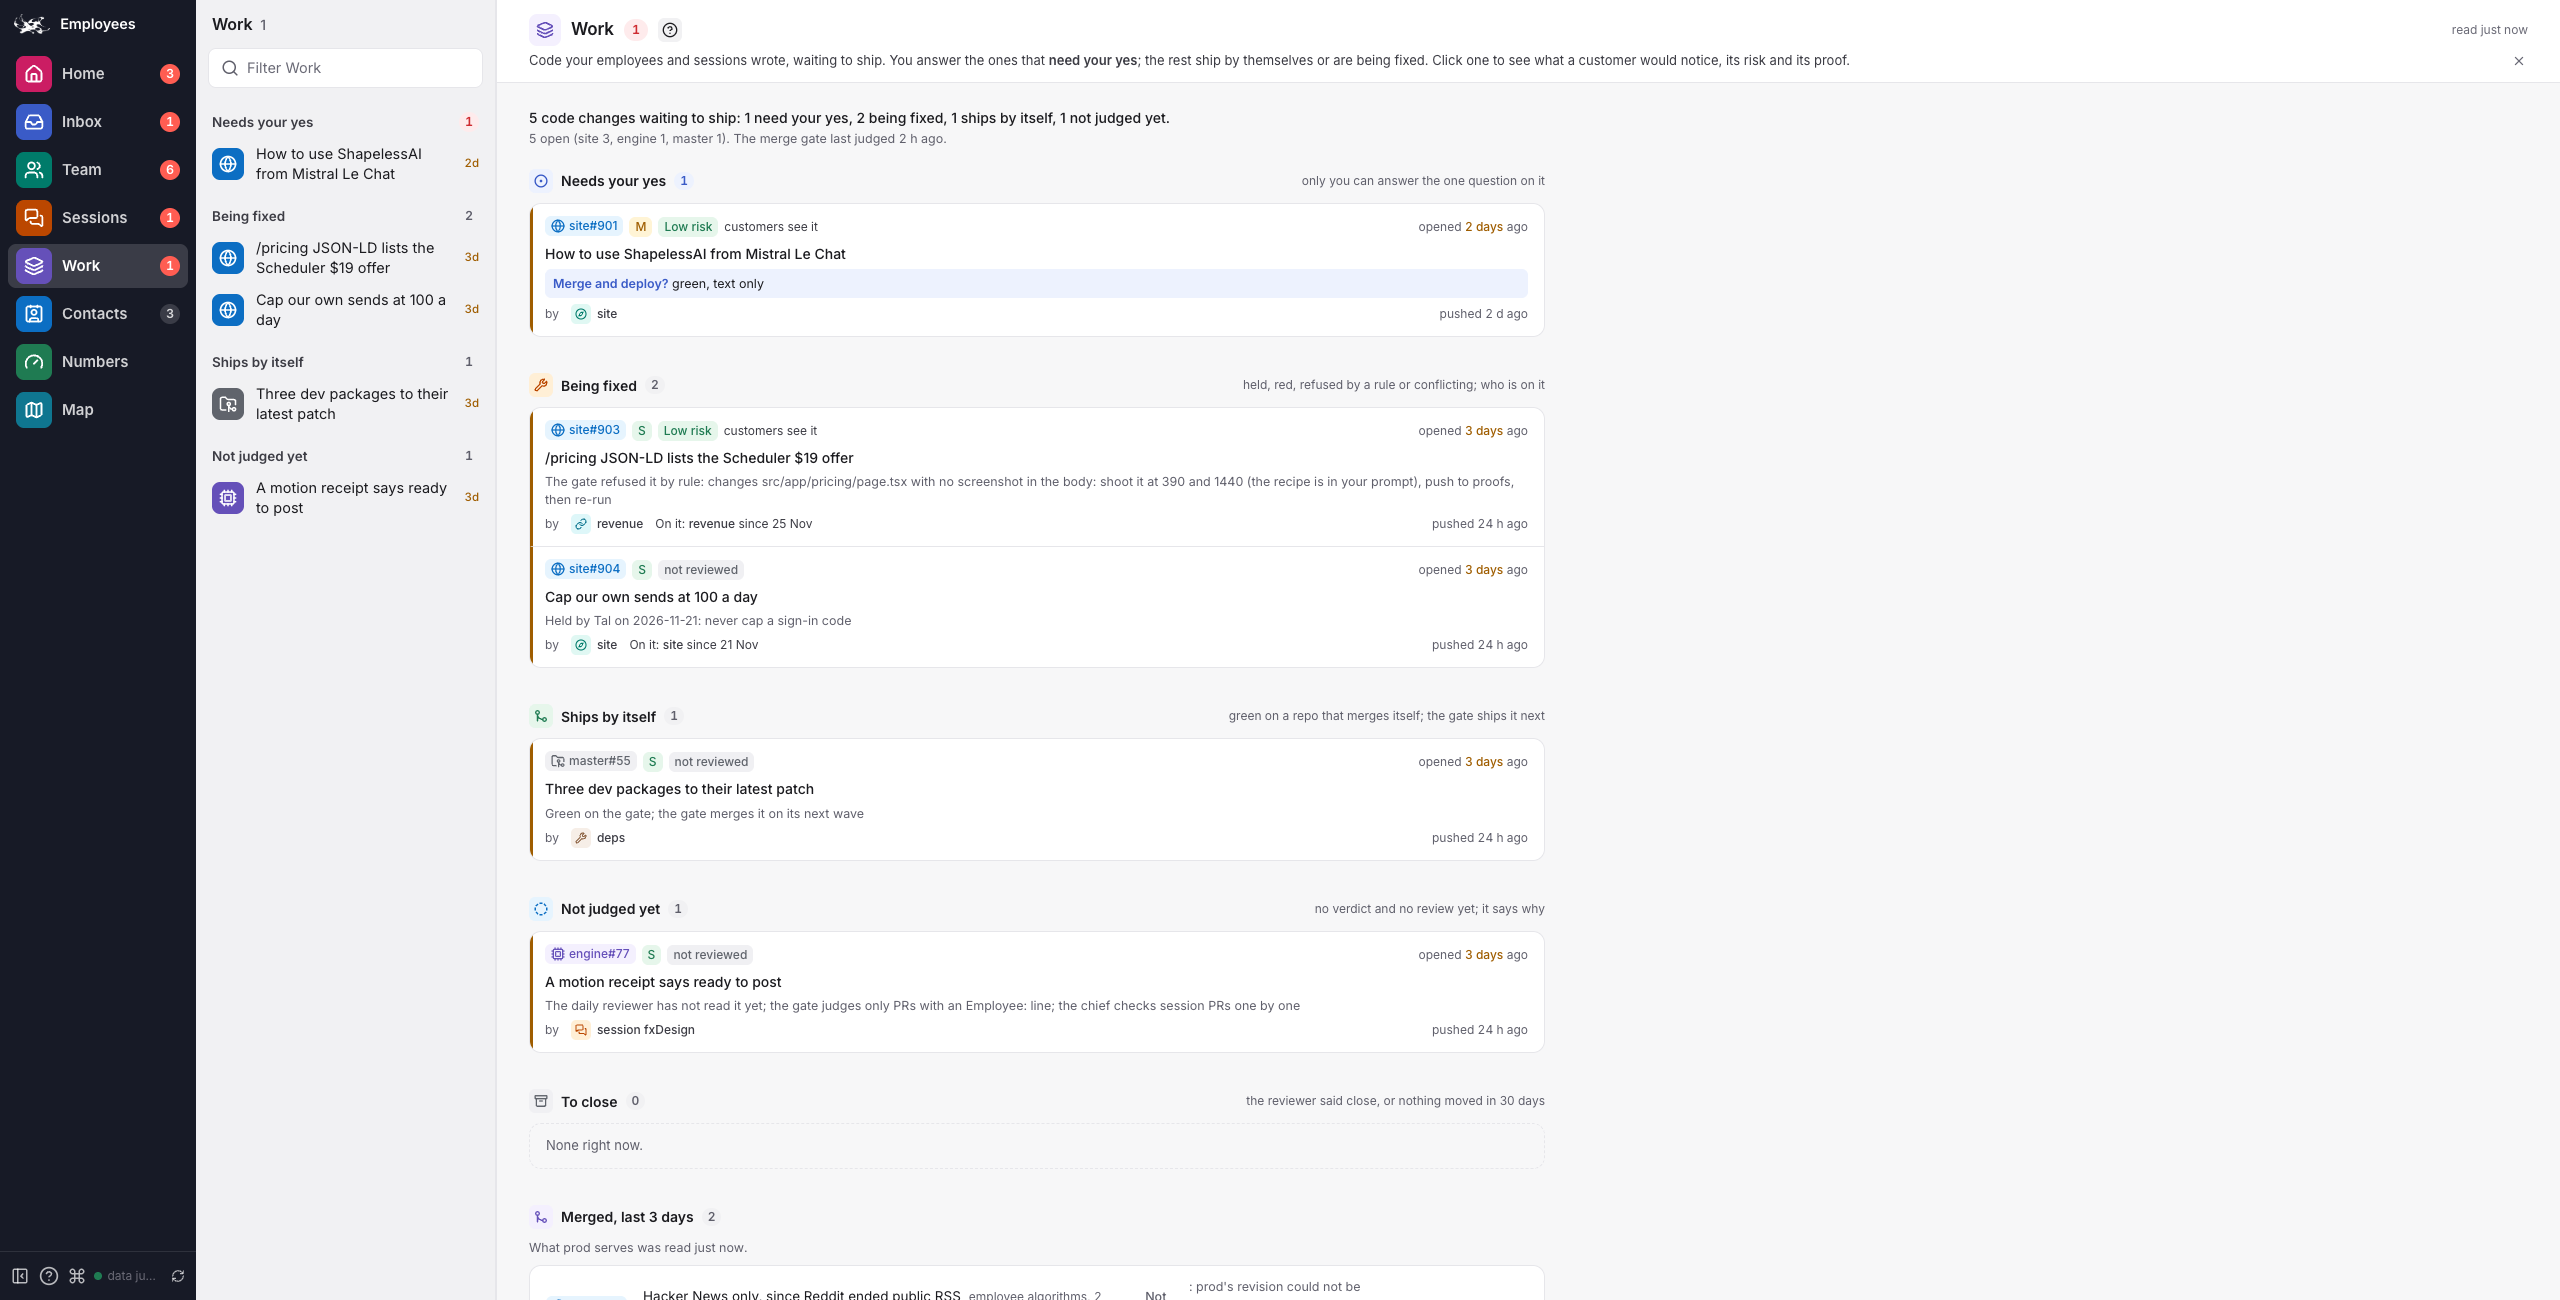 Employees
Home 3
Inbox 1
Team 6
Sessions 1
Work 1
Contacts 3
Numbers
Map
data ju...
Work 1
Filter Work
Needs your yes 1
How to use ShapelessAI
from Mistral Le Chat
2d
Being fixed 2
/pricing JSON-LD lists the
Scheduler $19 offer
3d
Cap our own sends at 100 a
day
3d
Ships by itself 1
Three dev packages to their
latest patch
3d
Not judged yet 1
A motion receipt says ready
to post
3d
Work 1
read just now
Code your employees and sessions wrote, waiting to ship. You answer the ones that need your yes; the rest ship by themselves or are being fixed. Click one to see what a customer would notice, its risk and its proof.
5 code changes waiting to ship: 1 need your yes, 2 being fixed, 1 ships by itself, 1 not judged yet.
5 open (site 3, engine 1, master 1). The merge gate last judged 2 h ago.
Needs your yes 1 only you can answer the one question on it
site#901 M Low risk customers see it opened 2 days ago
How to use ShapelessAI from Mistral Le Chat
Merge and deploy? green, text only
by site pushed 2 d ago
Being fixed 2 held, red, refused by a rule or conflicting; who is on it
site#903 S Low risk customers see it opened 3 days ago
/pricing JSON-LD lists the Scheduler $19 offer
The gate refused it by rule: changes src/app/pricing/page.tsx with no screenshot in the body: shoot it at 390 and 1440 (the recipe is in your prompt), push to proofs,
then re-run
by revenue On it: revenue since 25 Nov pushed 24 h ago
site#904 S not reviewed opened 3 days ago
Cap our own sends at 100 a day
Held by Tal on 2026-11-21: never cap a sign-in code
by site On it: site since 21 Nov pushed 24 h ago
Ships by itself 1 green on a repo that merges itself; the gate ships it next
master#55 S not reviewed opened 3 days ago
Three dev packages to their latest patch
Green on the gate; the gate merges it on its next wave
by deps pushed 24 h ago
Not judged yet 1 no verdict and no review yet; it says why
engine#77 S not reviewed opened 3 days ago
A motion receipt says ready to post
The daily reviewer has not read it yet; the gate judges only PRs with an Employee: line; the chief checks session PRs one by one
by session fxDesign pushed 24 h ago
To close 0 the reviewer said close, or nothing moved in 30 days
None right now.
Merged, last 3 days 2
What prod serves was read just now.
: prod's revision could not be
Hacker News only, since Reddit ended public RSS employee algorithms, 2 Not